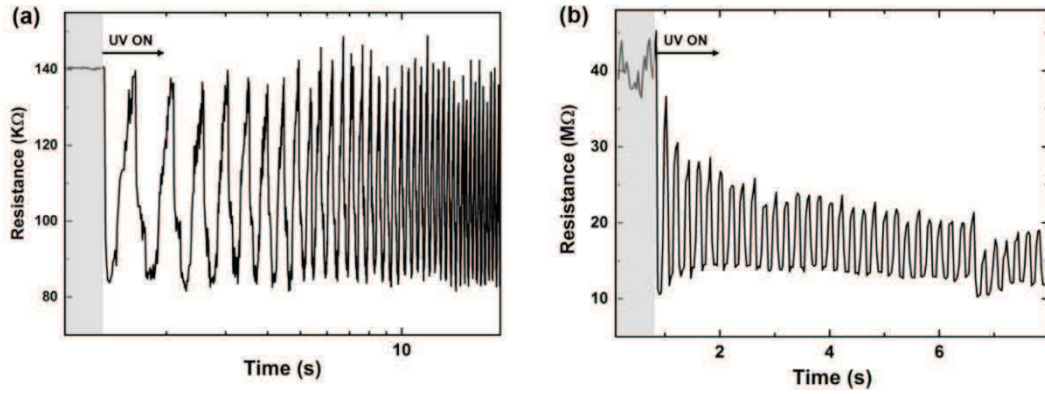 (a)
UV ON
140
120
100
80
Resistance (KΩ)
10
Time (s)
(b)
UV ON
40
30
20
10
Resistance (MΩ)
2 4 6
Time (s)